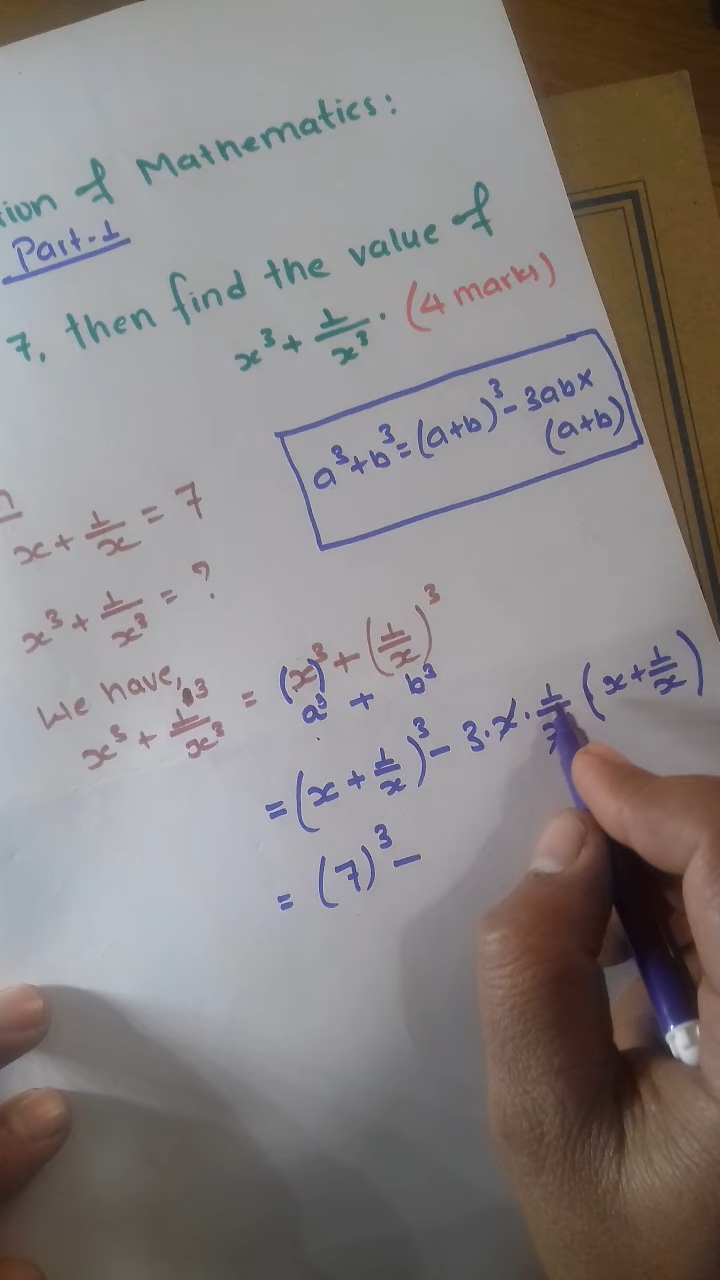 tion of Mathematics:
Part-1
7. then find the value of
x³ + 1/x³. (4 marks)
a³+b³=(a+b)³-3ab×
(a+b)
n
x + 1/x = 7
x³ + 1/x³ = ?
We have,
x³ + 1/x³ = (x)³ + (1/x)³
a³ + b³
= (x + 1/x)³ - 3.x.1/x (x + 1/x)
= (7)³ -